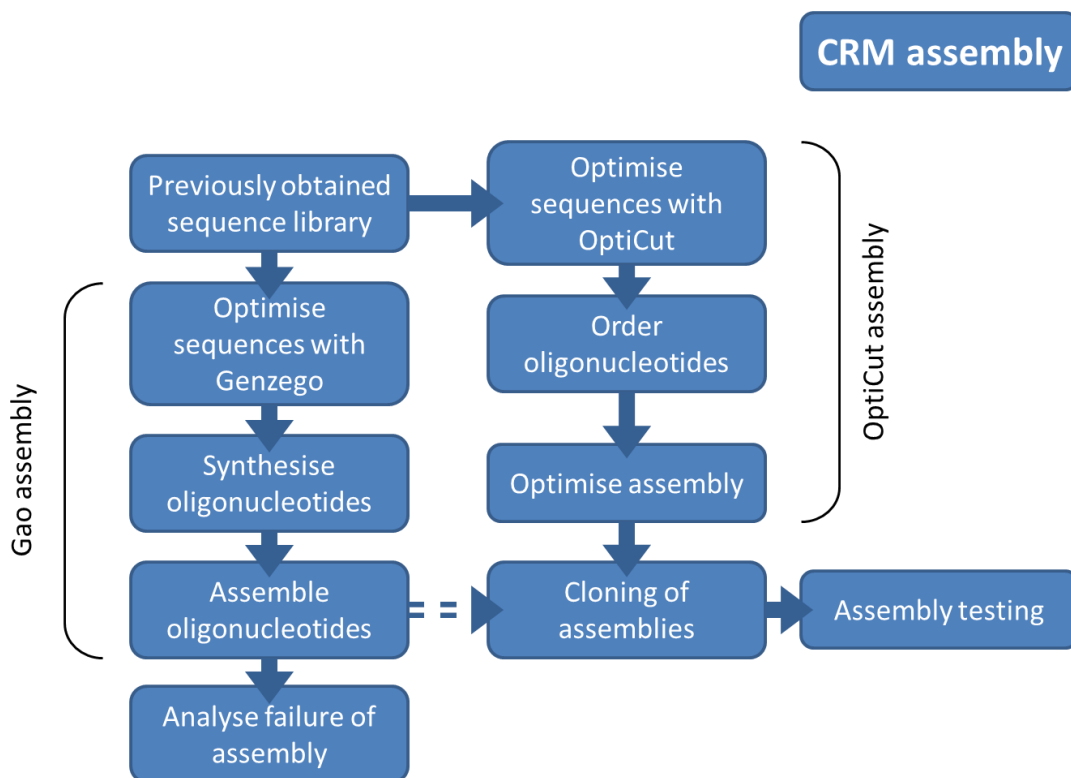 CRM assembly
Previously obtained
sequence library
Optimise
sequences with
OptiCut
Optimise
sequences with
Genzego
Order
oligonucleotides
Synthesise
oligonucleotides
Optimise assembly
Assemble
oligonucleotides
Cloning of
assemblies
Assembly testing
Analyse failure of
assembly
Gao assembly
OptiCut assembly